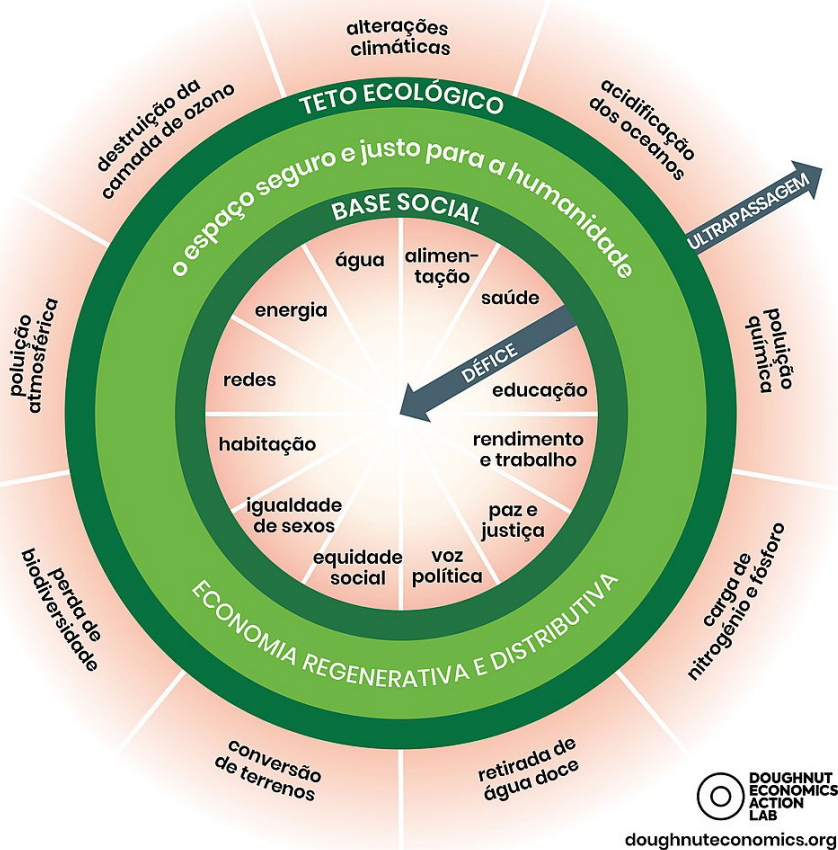 alterações
climáticas
acidificação
dos oceanos
ULTRAPASSAGEM
poluição
química
carga de
nitrogénio e fósforo
retirada de
água doce
conversão
de terrenos
perda de
biodiversidade
poluição
atmosférica
destruição da
camada de ozono
TETO ECOLÓGICO
o espaço seguro e justo para a humanidade
BASE SOCIAL
água
alimen-
tação
saúde
DÉFICE
educação
rendimento
e trabalho
paz e
justiça
voz
política
equidade
social
igualdade
de sexos
habitação
redes
energia
ECONOMIA REGENERATIVA E DISTRIBUTIVA
DOUGHNUT
ECONOMICS
ACTION
LAB
doughnuteconomics.org